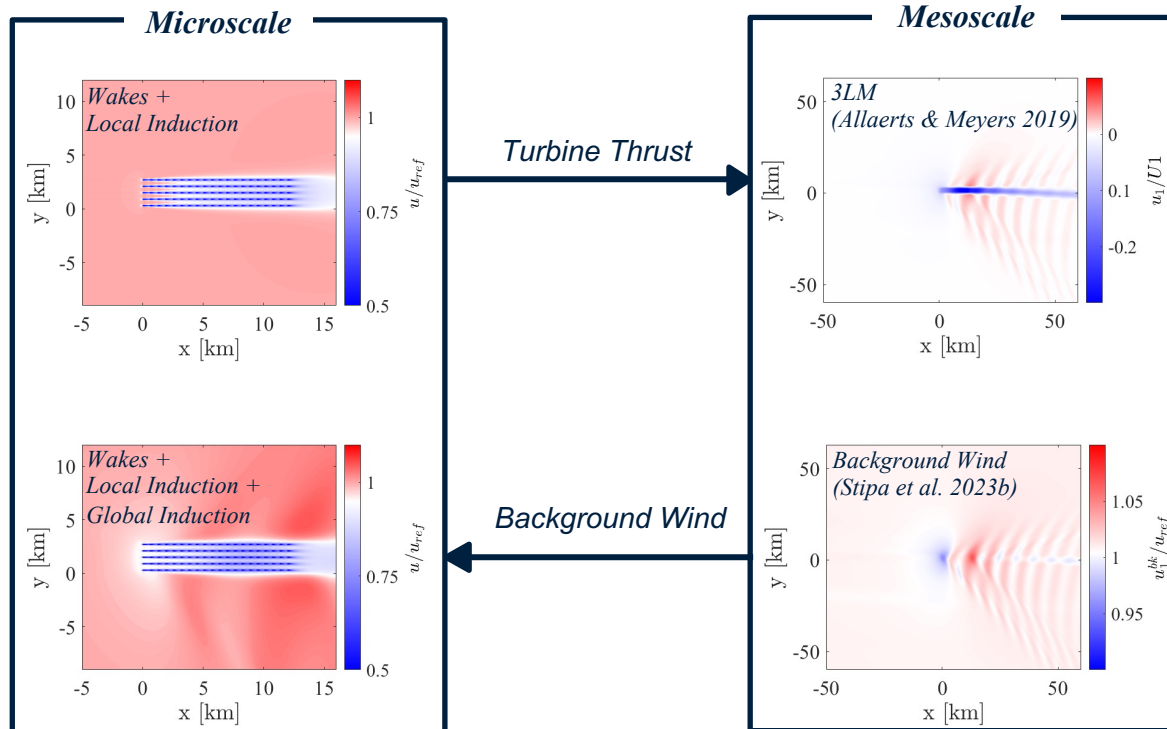 Microscale
Mesoscale
Wakes +
Local Induction
10
5
0
-5
y [km]
-5 0 5 10 15
x [km]
1
0.75
0.5
u/u_ref
Turbine Thrust
3LM
(Allaerts & Meyers 2019)
50
0
-50
y [km]
-50 0 50
x [km]
0
0.10
-0.2
u_1/U1
Wakes +
Local Induction +
Global Induction
10
5
0
-5
y [km]
-5 0 5 10 15
x [km]
1
0.75
0.5
u/u_ref
Background Wind
Background Wind
(Stipa et al. 2023b)
50
0
-50
y [km]
-50 0 50
x [km]
1.05
1
0.95
u_1^bk/u_ref